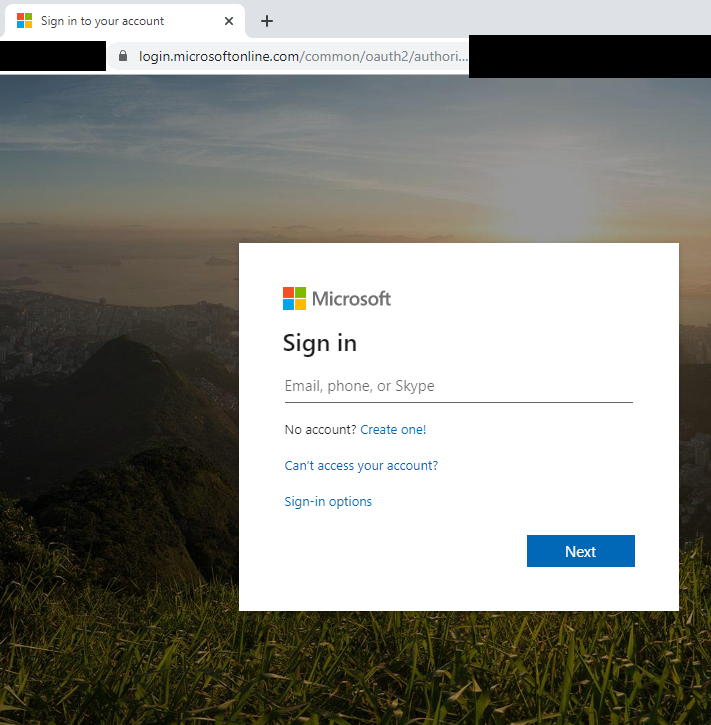 Sign in to your account
login.microsoftonline.com/common/oauth2/authori...
Microsoft
Sign in
Email, phone, or Skype
No account? Create one!
Can't access your account?
Sign-in options
Next